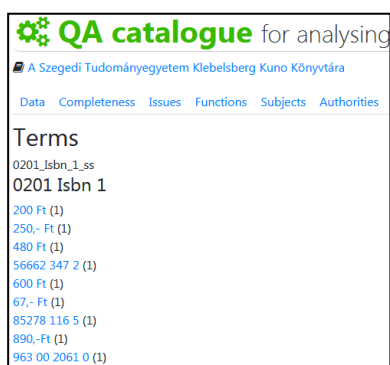 QA catalogue for analysing
A Szegedi Tudományegyetem Klebelsberg Kuno Könyvtára
Data Completeness Issues Functions Subjects Authorities
Terms
0201_Isbn_1_ss
0201 Isbn 1
200 Ft (1)
250,- Ft (1)
480 Ft (1)
56662 347 2 (1)
600 Ft (1)
67,- Ft (1)
85278 116 5 (1)
890,-Ft (1)
963 00 2061 0 (1)